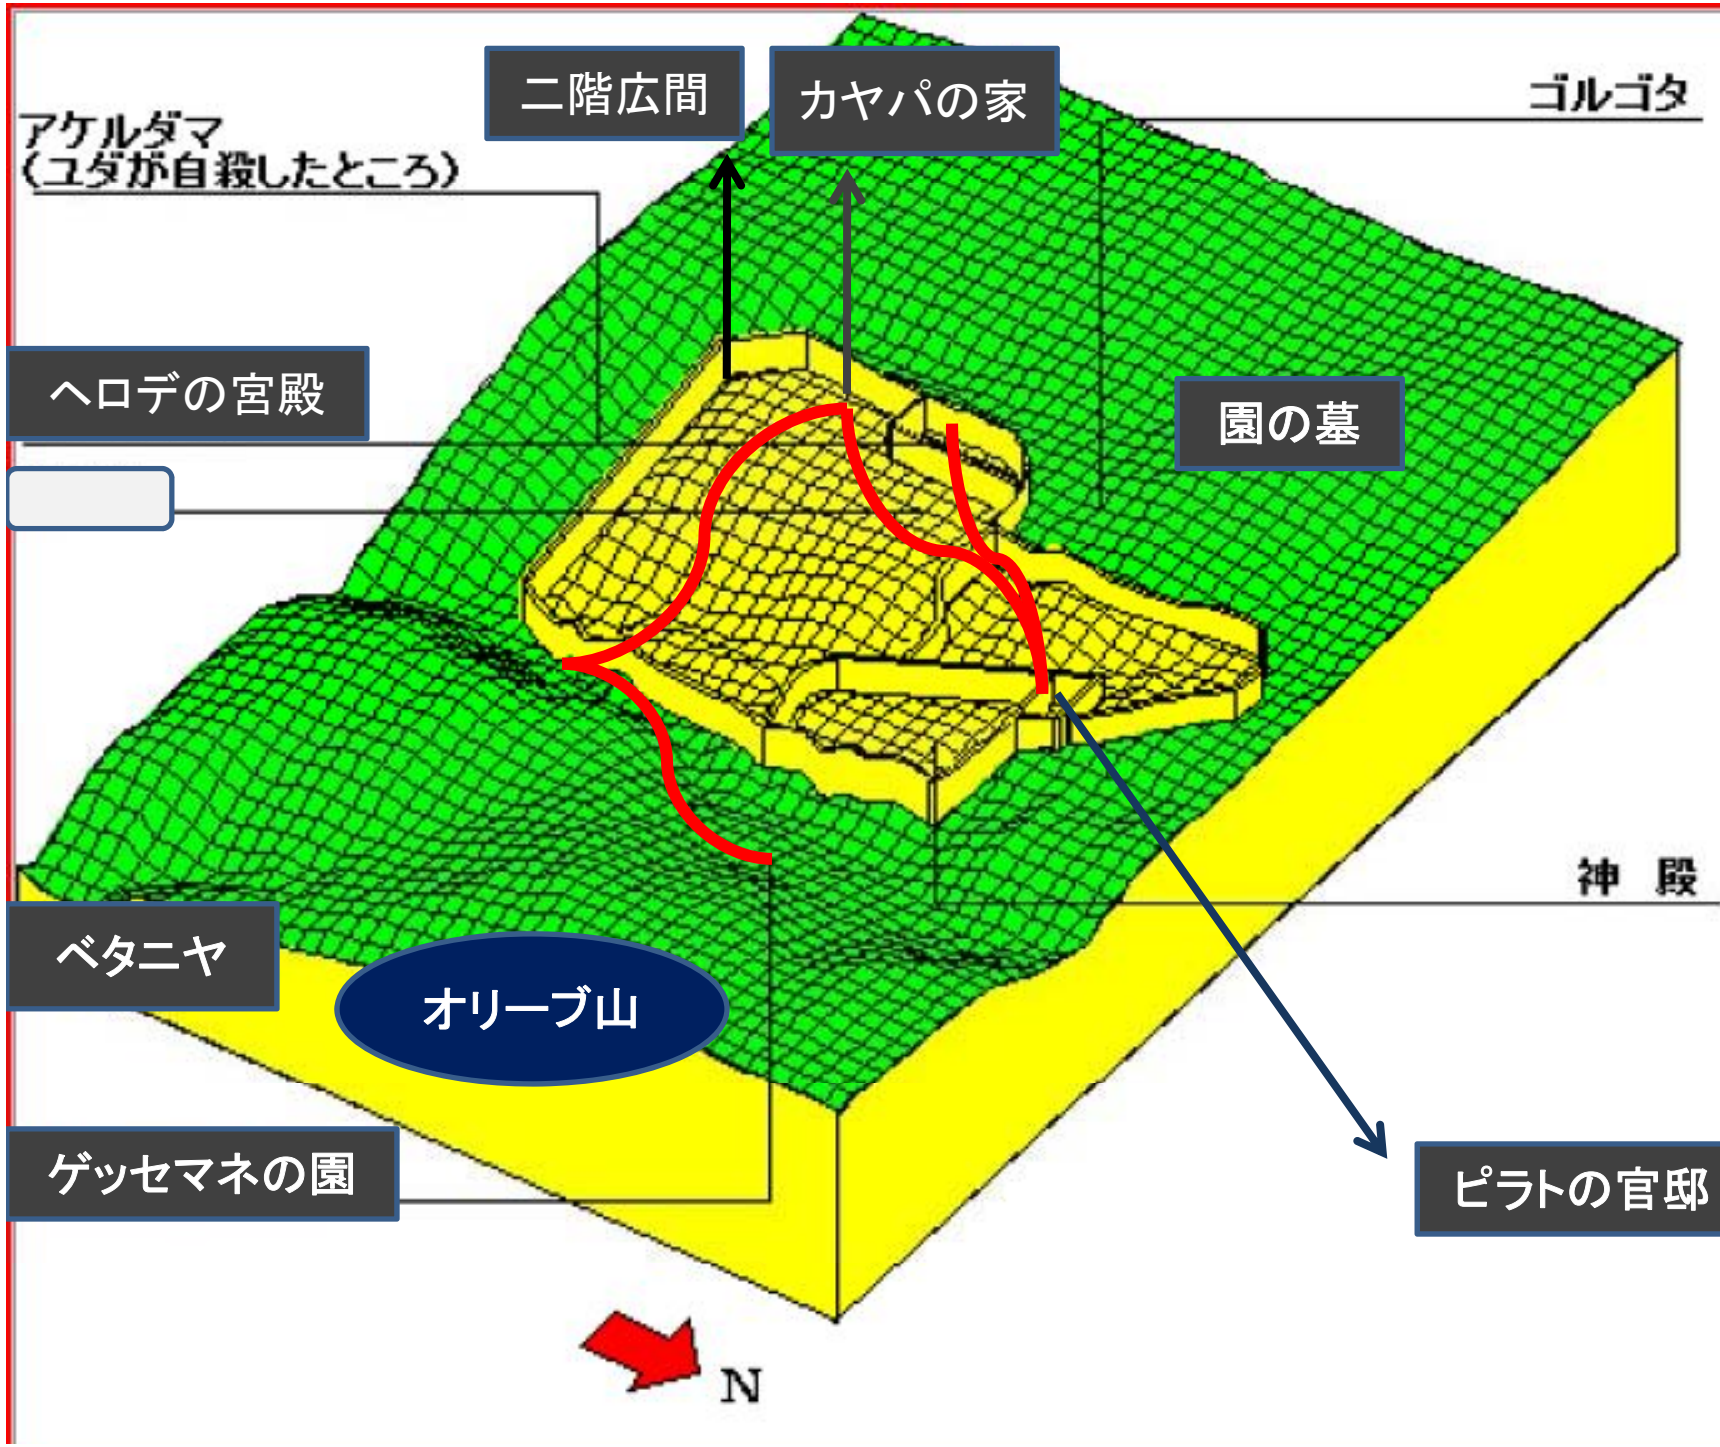 二階広間
カヤパの家
ゴルゴタ
アケルダマ
（ユダが自殺したところ）
ヘロデの宮殿
園の墓
神 殿
ベタニヤ
オリーブ山
ゲッセマネの園
ピラトの官邸
N